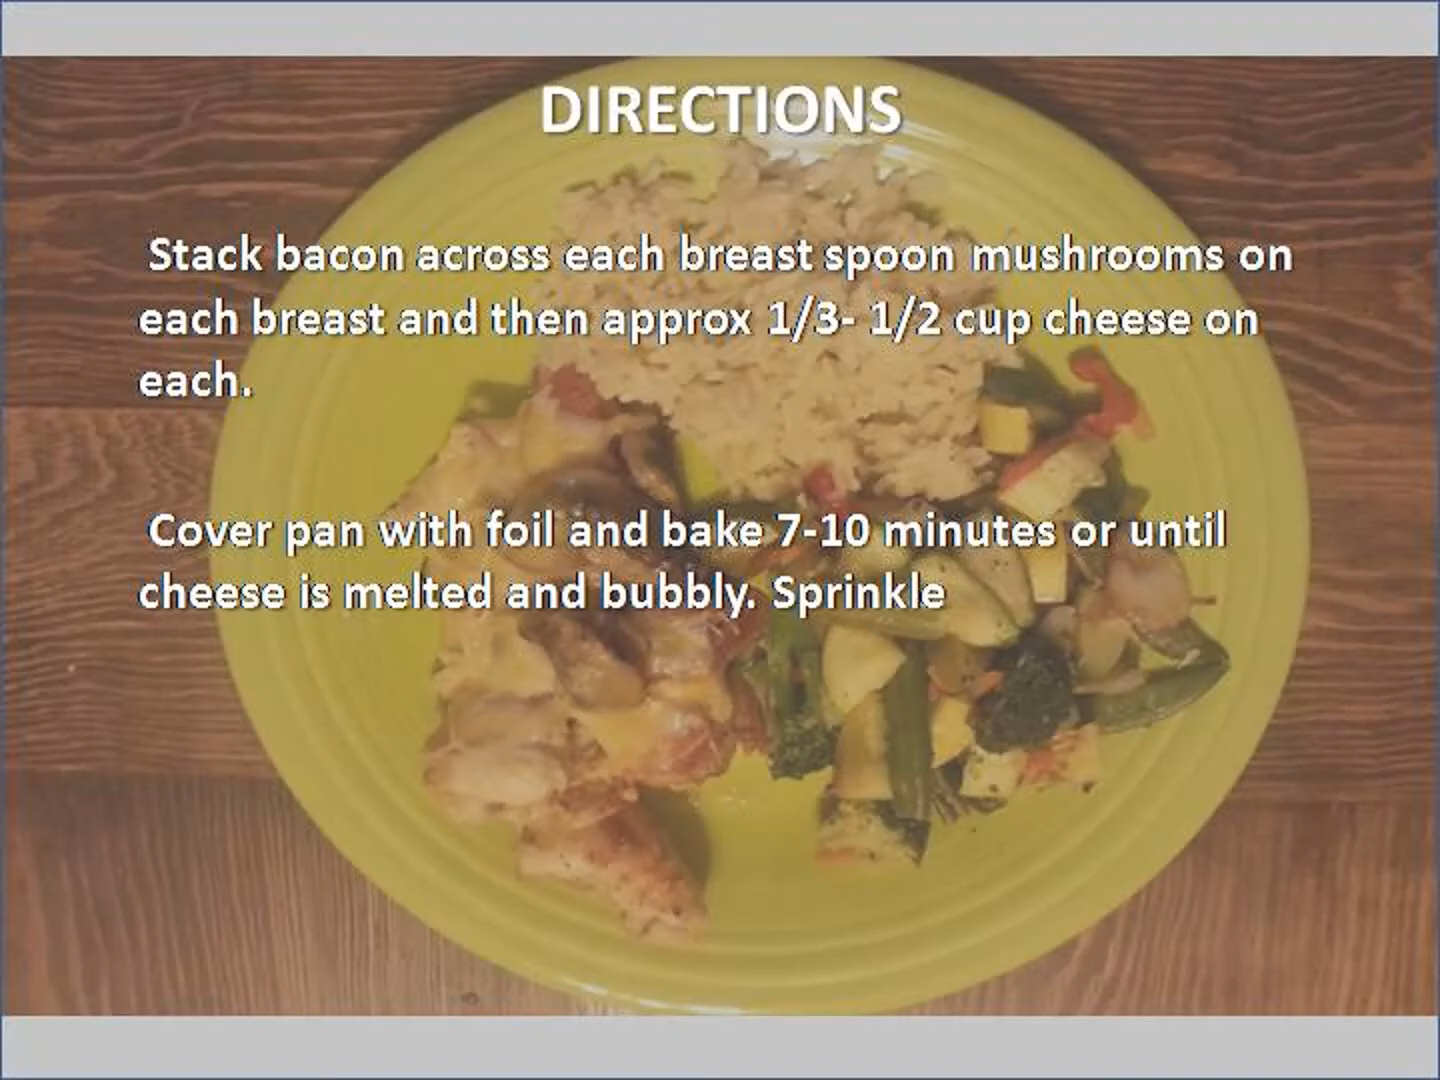 DIRECTIONS
Stack bacon across each breast spoon mushrooms on
each breast and then approx 1/3- 1/2 cup cheese on
each.
Cover pan with foil and bake 7-10 minutes or until
cheese is melted and bubbly. Sprinkle